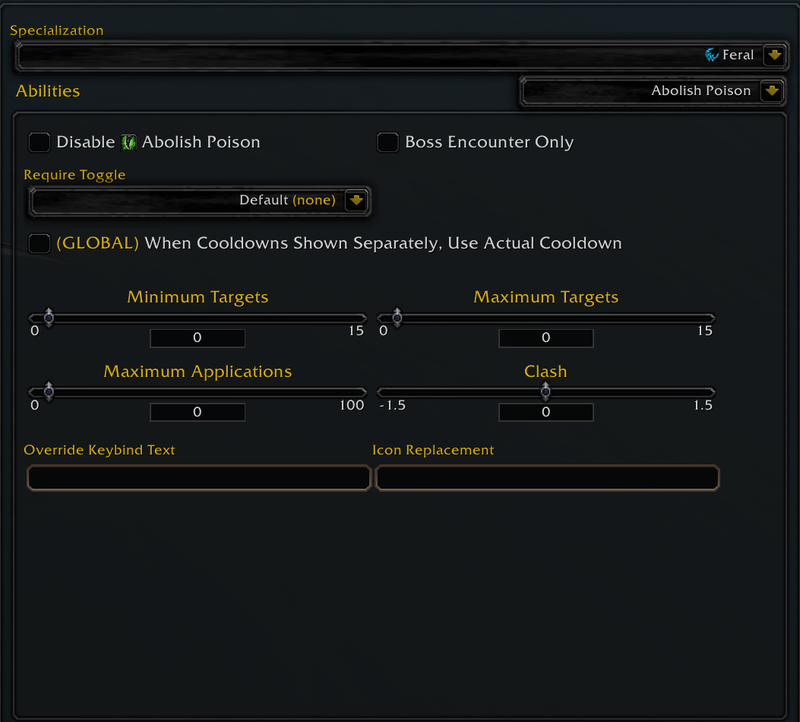 Specialization
Feral
Abilities
Abolish Poison
Disable Abolish Poison
Boss Encounter Only
Require Toggle
Default (none)
(GLOBAL) When Cooldowns Shown Separately, Use Actual Cooldown
Minimum Targets
Maximum Targets
0 0 15
0 0 15
Maximum Applications
Clash
0 0 100
-1.5 0 1.5
Override Keybind Text
Icon Replacement